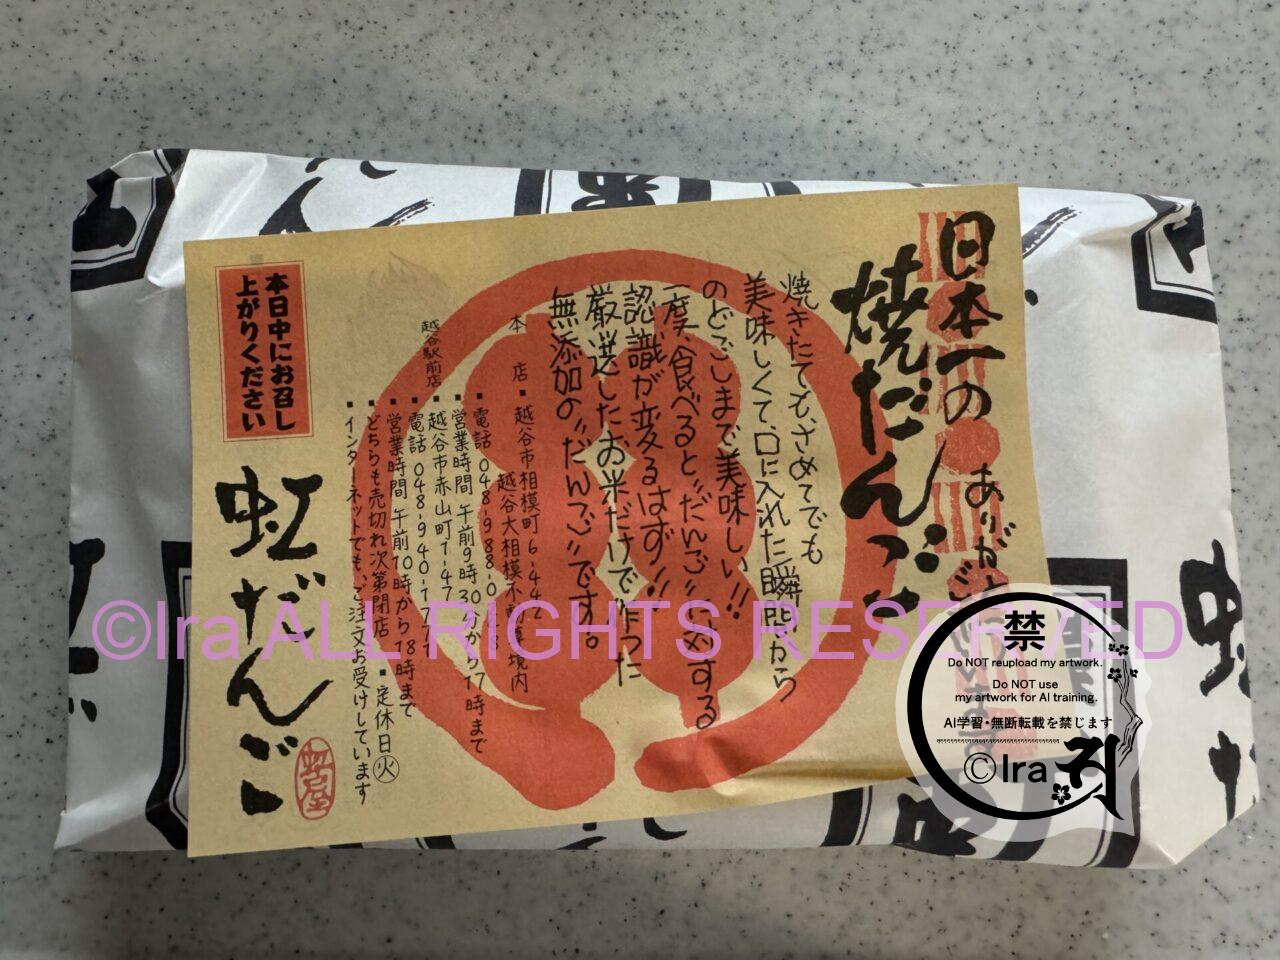 日本一の
焼だんご
ありがとうございます
焼きたても、さめてでも
美味しくて、口に入れた瞬間から
のどごしまで美味しい!!
一度、食べると“だんご”に対する
認識が変るはず!!
厳選したお米だけで作った
無添加の“だんご”です。
本店■越谷市相模町6-442
越谷大相模不動尊境内
■電話 048-988-0
■営業時間 午前9時30分から17時まで
越谷駅前店■越谷市赤山町1-47
■電話 048-940-1777
■営業時間 午前10時から18時まで
■どちらも売切れ次第閉店 ■定休日㊋
■インターネットでも、ご注文お受けしています
本日中にお召し
上がりください
虹だんご
©Ira ALL RIGHTS RESERVED
禁
Do NOT reupload my artwork.
Do NOT use
my artwork for AI training.
AI学習・無断転載を禁じます
©Ira